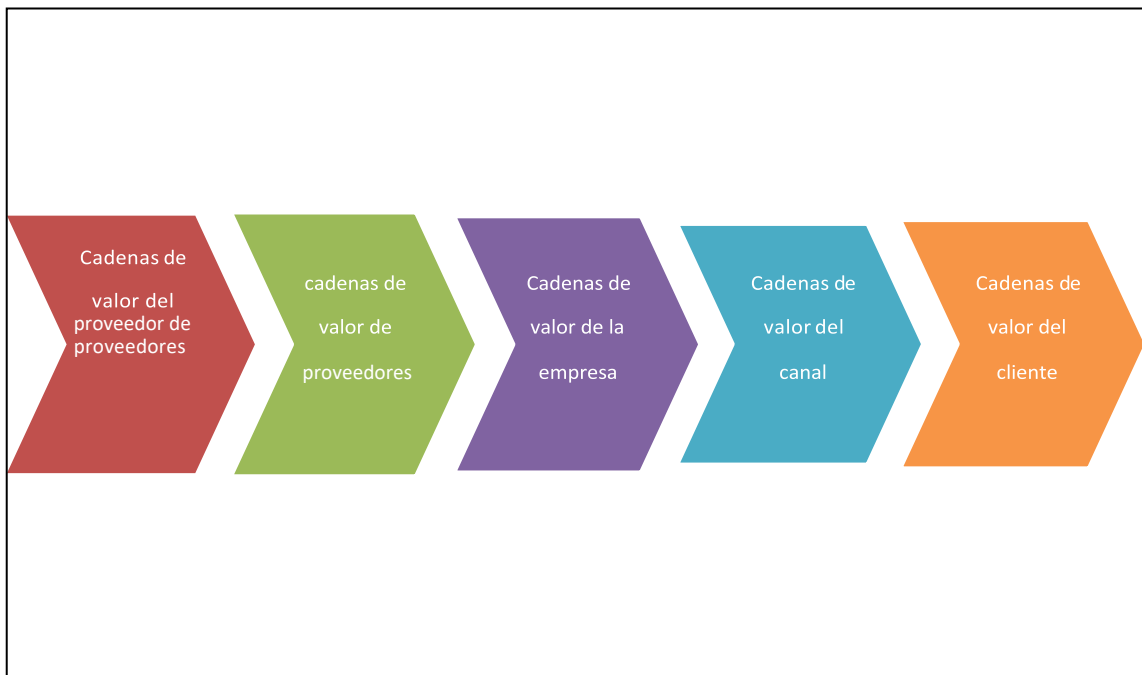 Cadenas de
valor del
proveedor de
proveedores
cadenas de
valor de
proveedores
Cadenas de
valor de la
empresa
Cadenas de
valor del
canal
Cadenas de
valor del
cliente